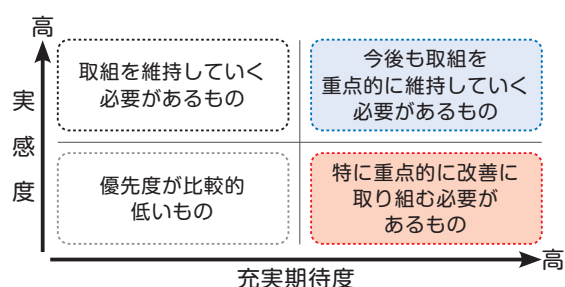 高
実感度
取組を維持していく
必要があるもの
今後も取組を
重点的に維持していく
必要があるもの
優先度が比較的
低いもの
特に重点的に改善に
取り組む必要が
あるもの
高
充実期待度